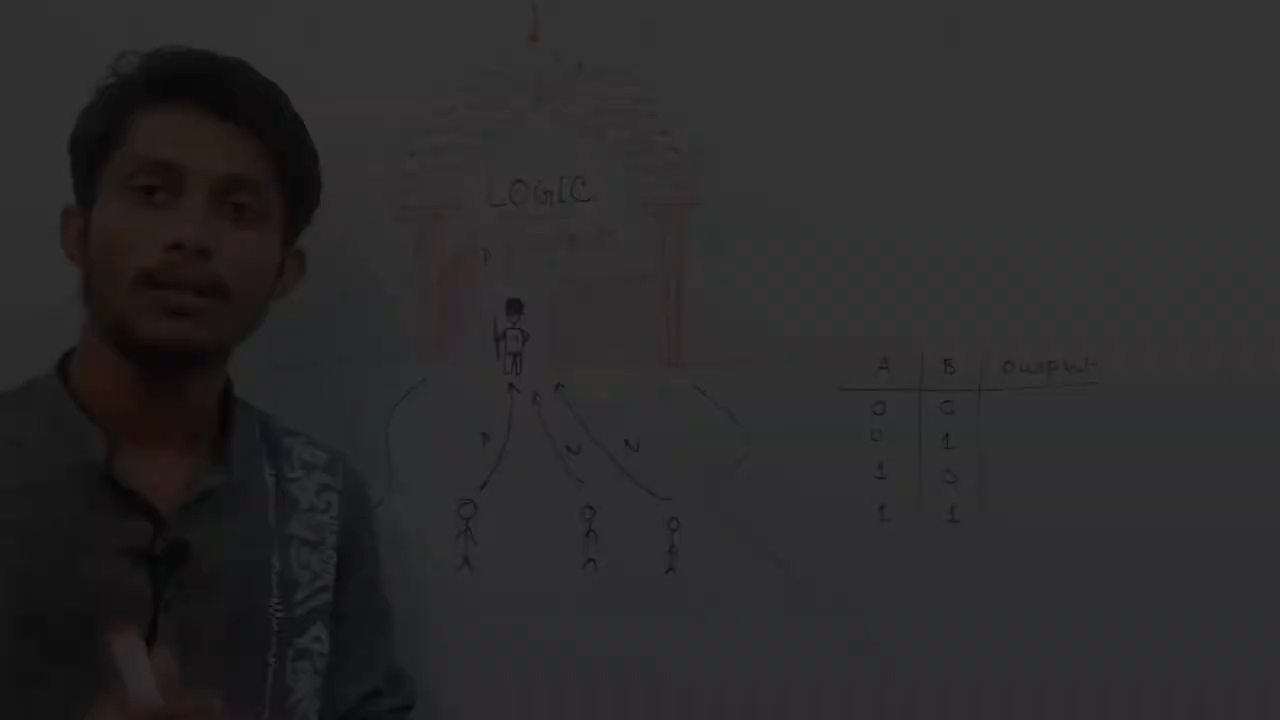 LOGIC
P
P N N
A B output
0 0
0 1
1 0
1 1